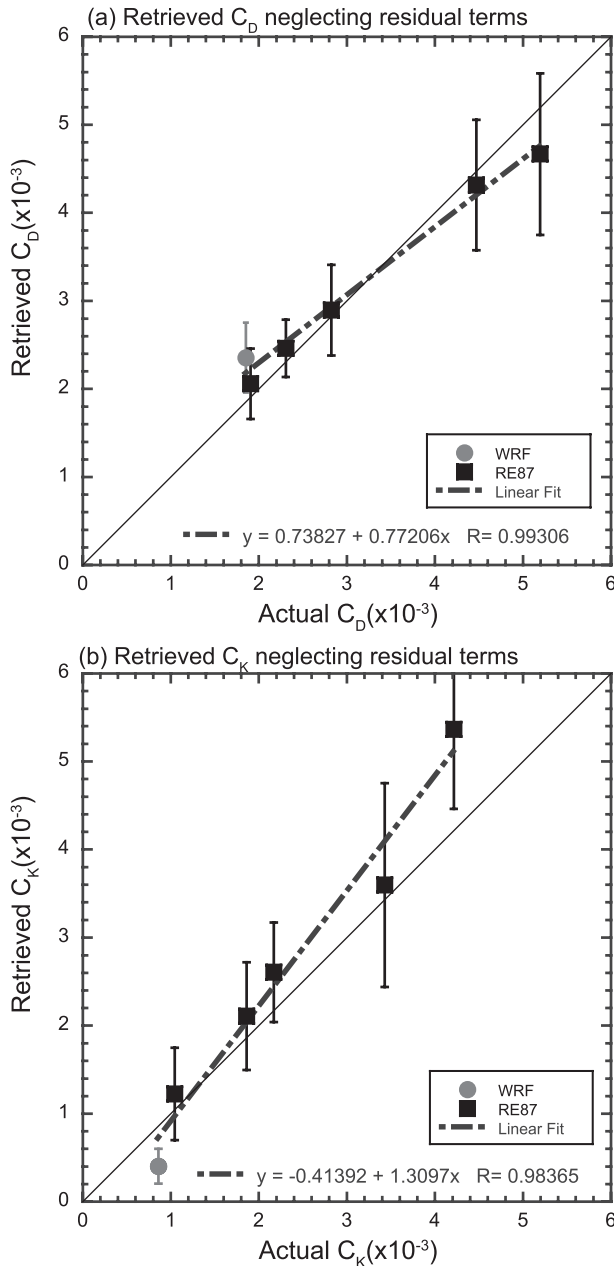 (a) Retrieved C_D neglecting residual terms
6
5
4
3
2
1
0
Retrieved C_D(x10^-3)
WRF
RE87
Linear Fit
y = 0.73827 + 0.77206x R= 0.99306
0 1 2 3 4 5 6
Actual C_D(x10^-3)
(b) Retrieved C_K neglecting residual terms
6
5
4
3
2
1
0
Retrieved C_K(x10^-3)
WRF
RE87
Linear Fit
y = -0.41392 + 1.3097x R= 0.98365
0 1 2 3 4 5 6
Actual C_K(x10^-3)